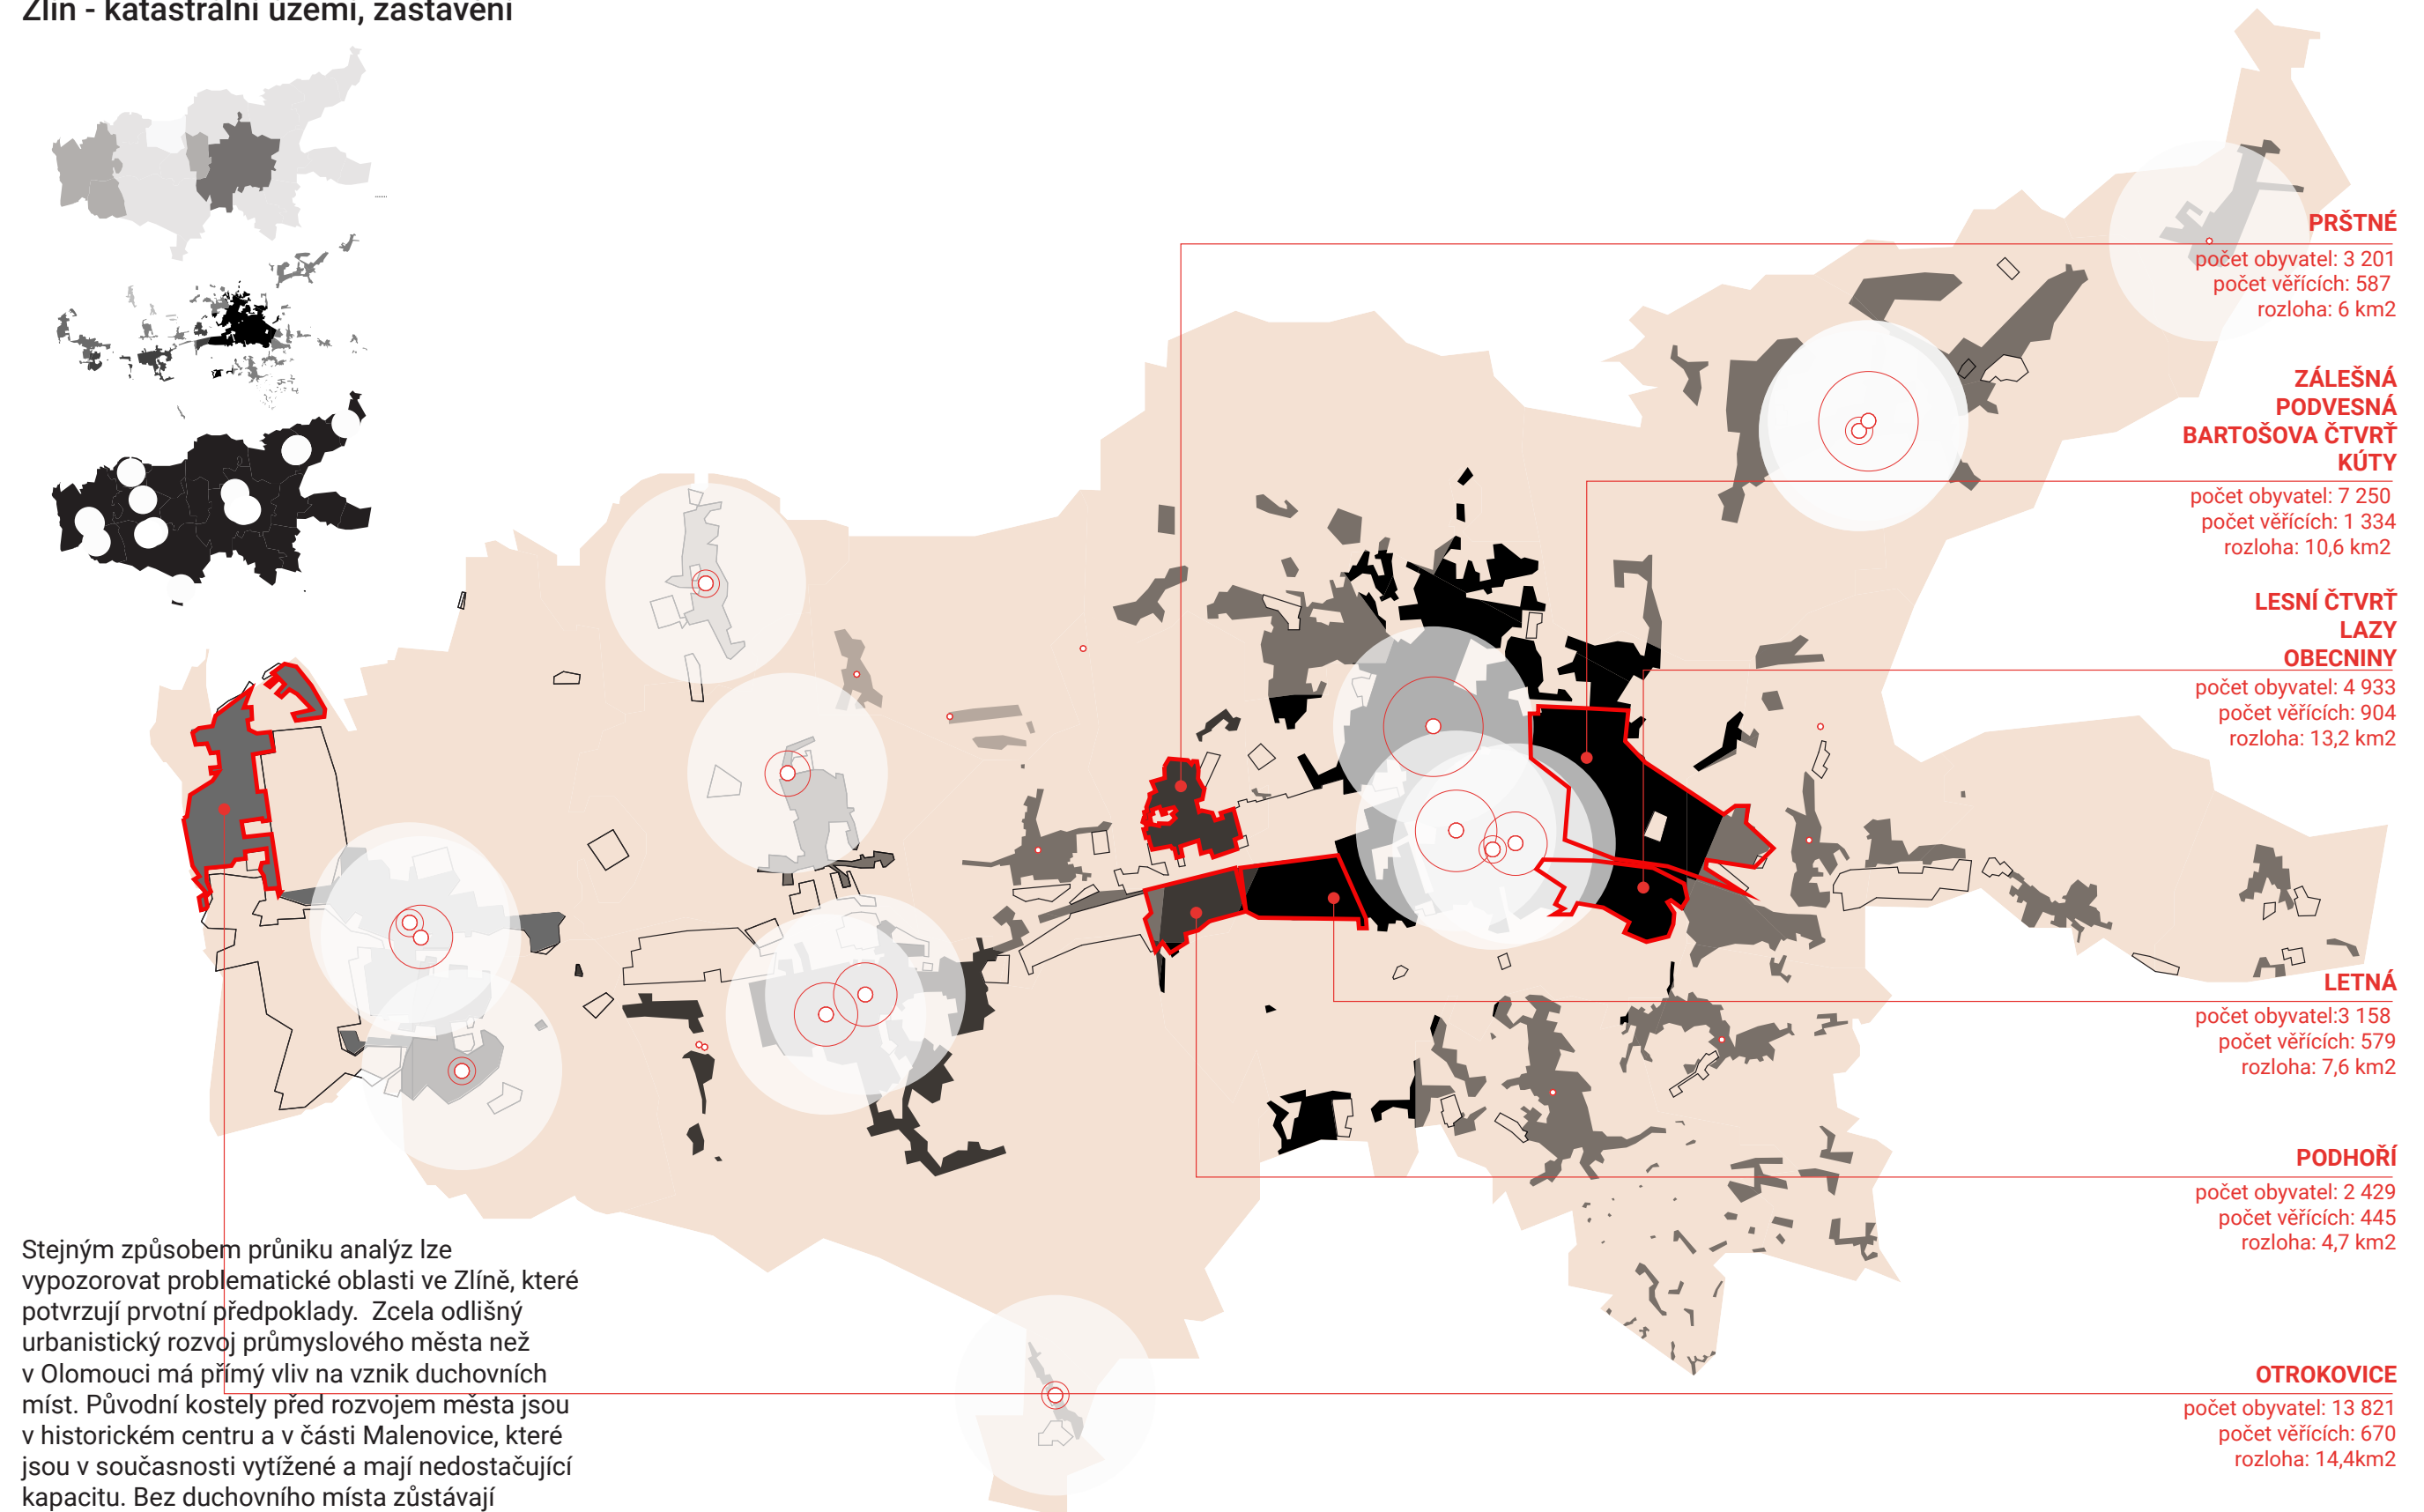 Zlín - katastrální území, zastavění
PRŠTNÉ
počet obyvatel: 3 201
počet věřících: 587
rozloha: 6 km2
ZÁLEŠNÁ
PODVESNÁ
BARTOŠOVA ČTVRŤ
KÚTY
počet obyvatel: 7 250
počet věřících: 1 334
rozloha: 10,6 km2
LESNÍ ČTVRŤ
LAZY
OBECNINY
počet obyvatel: 4 933
počet věřících: 904
rozloha: 13,2 km2
LETNÁ
počet obyvatel:3 158
počet věřících: 579
rozloha: 7,6 km2
PODHOŘÍ
počet obyvatel: 2 429
počet věřících: 445
rozloha: 4,7 km2
OTROKOVICE
počet obyvatel: 13 821
počet věřících: 670
rozloha: 14,4km2
Stejným způsobem průniku analýz lze
vypozorovat problematické oblasti ve Zlíně, které
potvrzují prvotní předpoklady.  Zcela odlišný
urbanistický rozvoj průmyslového města než
v Olomouci má přímý vliv na vznik duchovních
míst. Původní kostely před rozvojem města jsou
v historickém centru a v části Malenovice, které
jsou v současnosti vytížené a mají nedostačující
kapacitu. Bez duchovního místa zůstávají